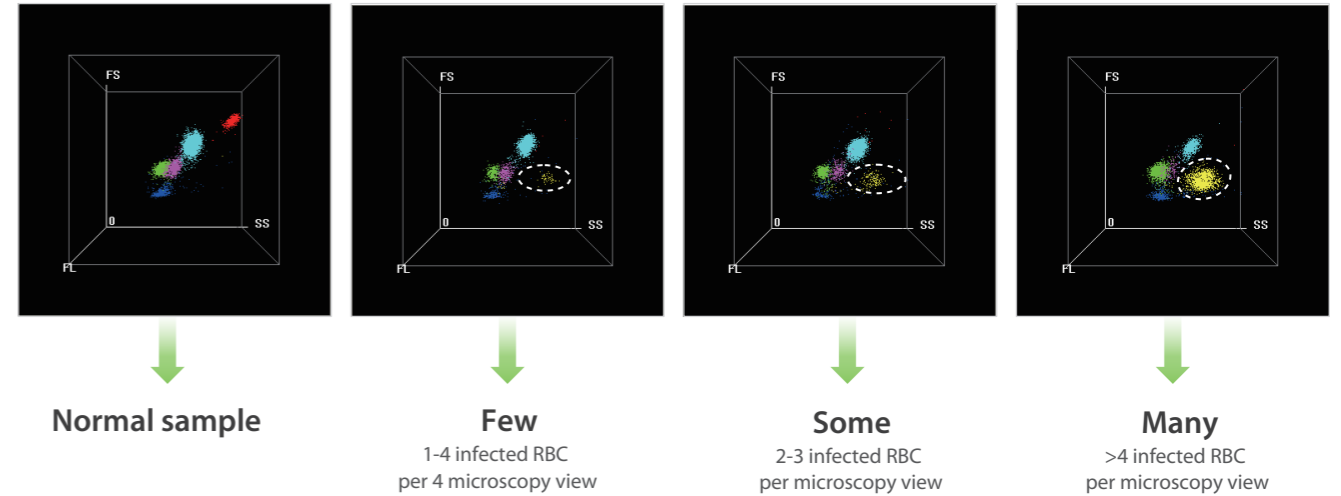 FS
0
SS
FL
FS
0
SS
FL
FS
0
SS
FL
FS
0
SS
FL
Normal sample
Few
1-4 infected RBC
per 4 microscopy view
Some
2-3 infected RBC
per microscopy view
Many
>4 infected RBC
per microscopy view